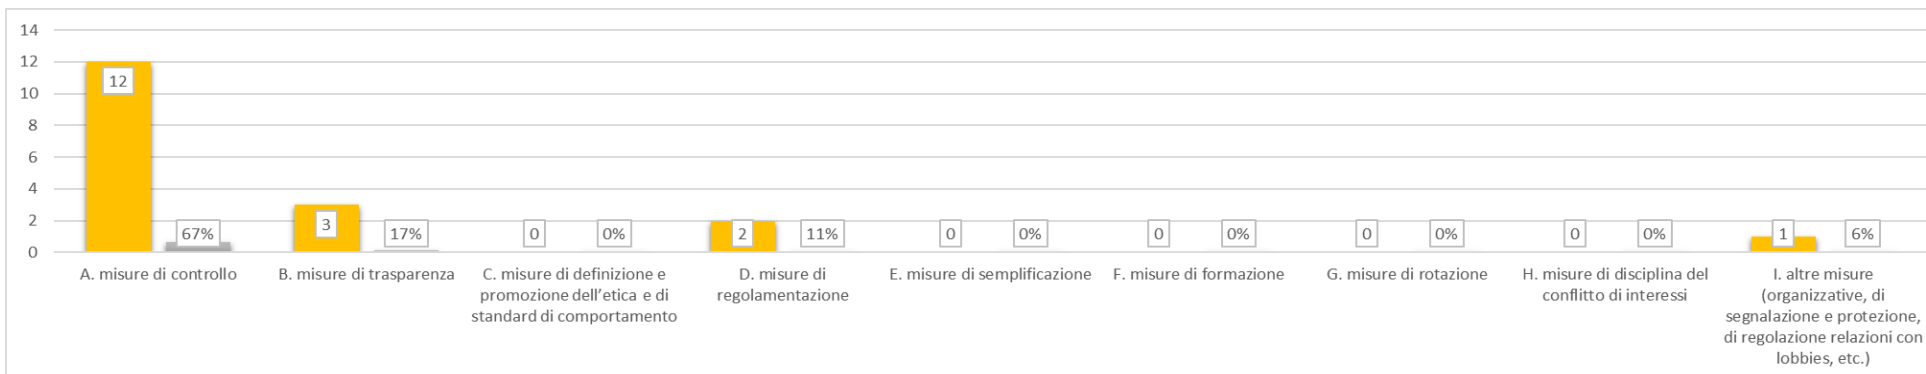 14
12
10
8
6
4
2
0
12
67%
3
17%
0
0%
2
11%
0
0%
0
0%
0
0%
0
0%
1
6%
A. misure di controllo
B. misure di trasparenza
C. misure di definizione e
promozione dell’etica e di
standard di comportamento
D. misure di
regolamentazione
E. misure di semplificazione
F. misure di formazione
G. misure di rotazione
H. misure di disciplina del
conflitto di interessi
I. altre misure
(organizzative, di
segnalazione e protezione,
di regolazione relazioni con
lobbies, etc.)